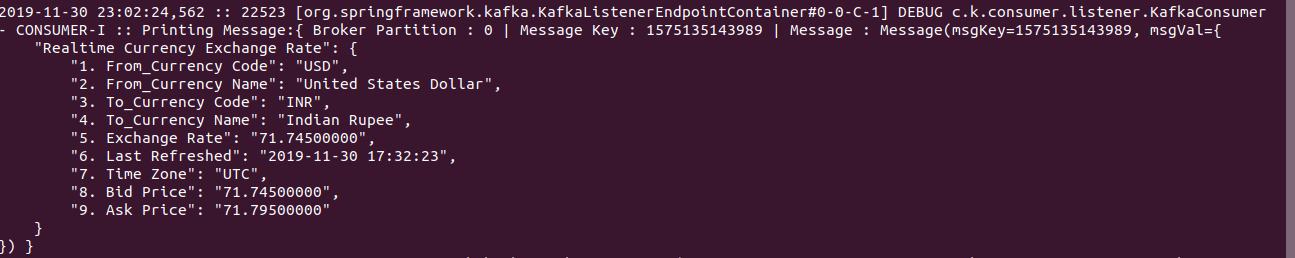 2019-11-30 23:02:24,562 :: 22523 [org.springframework.kafka.KafkaListenerEndpointContainer#0-0-C-1] DEBUG c.k.consumer.listener.KafkaConsumer
- CONSUMER-I :: Printing Message:{ Broker Partition : 0 | Message Key : 1575135143989 | Message : Message(msgKey=1575135143989, msgVal={
    "Realtime Currency Exchange Rate": {
        "1. From_Currency Code": "USD",
        "2. From_Currency Name": "United States Dollar",
        "3. To_Currency Code": "INR",
        "4. To_Currency Name": "Indian Rupee",
        "5. Exchange Rate": "71.74500000",
        "6. Last Refreshed": "2019-11-30 17:32:23",
        "7. Time Zone": "UTC",
        "8. Bid Price": "71.74500000",
        "9. Ask Price": "71.79500000"
    }
}) }